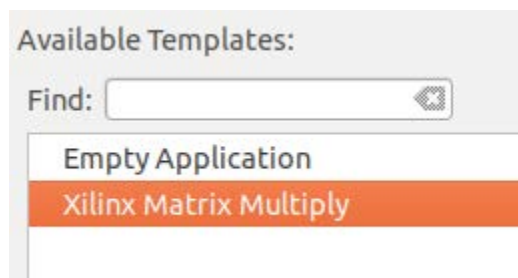 Available Templates:
Find:
Empty Application
Xilinx Matrix Multiply